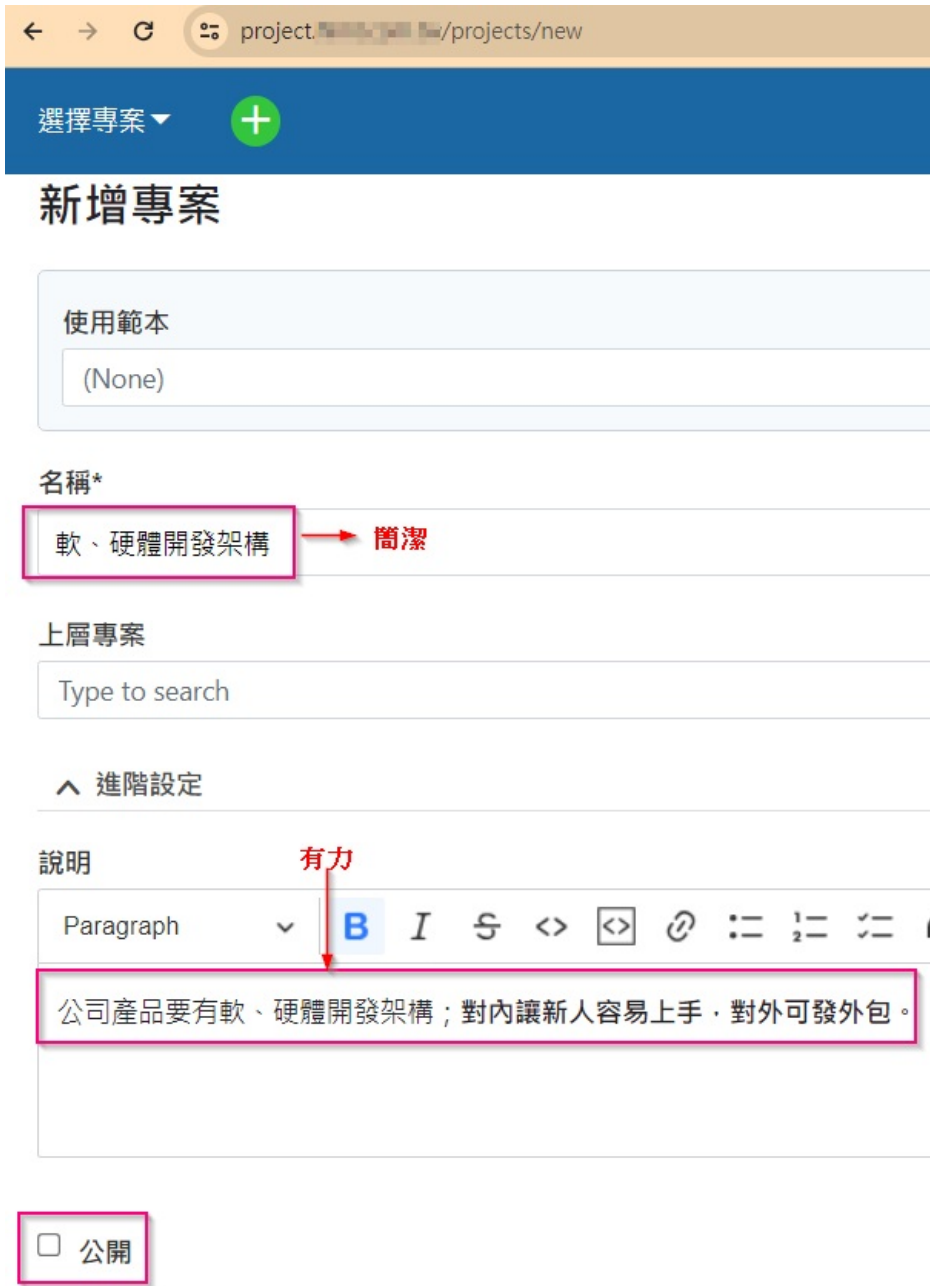 project. /projects/new
選擇專案
新增專案
使用範本
(None)
名稱*
軟、硬體開發架構
簡潔
上層專案
Type to search
進階設定
說明
有力
Paragraph B I S <>
公司產品要有軟、硬體開發架構；對內讓新人容易上手，對外可發外包。
公開